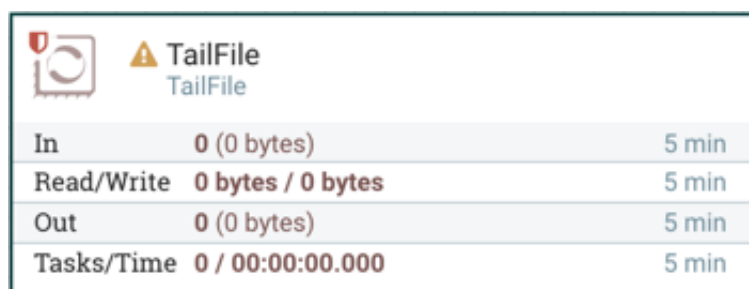 TailFile
TailFile
In 0 (0 bytes) 5 min
Read/Write 0 bytes / 0 bytes 5 min
Out 0 (0 bytes) 5 min
Tasks/Time 0 / 00:00:00.000 5 min